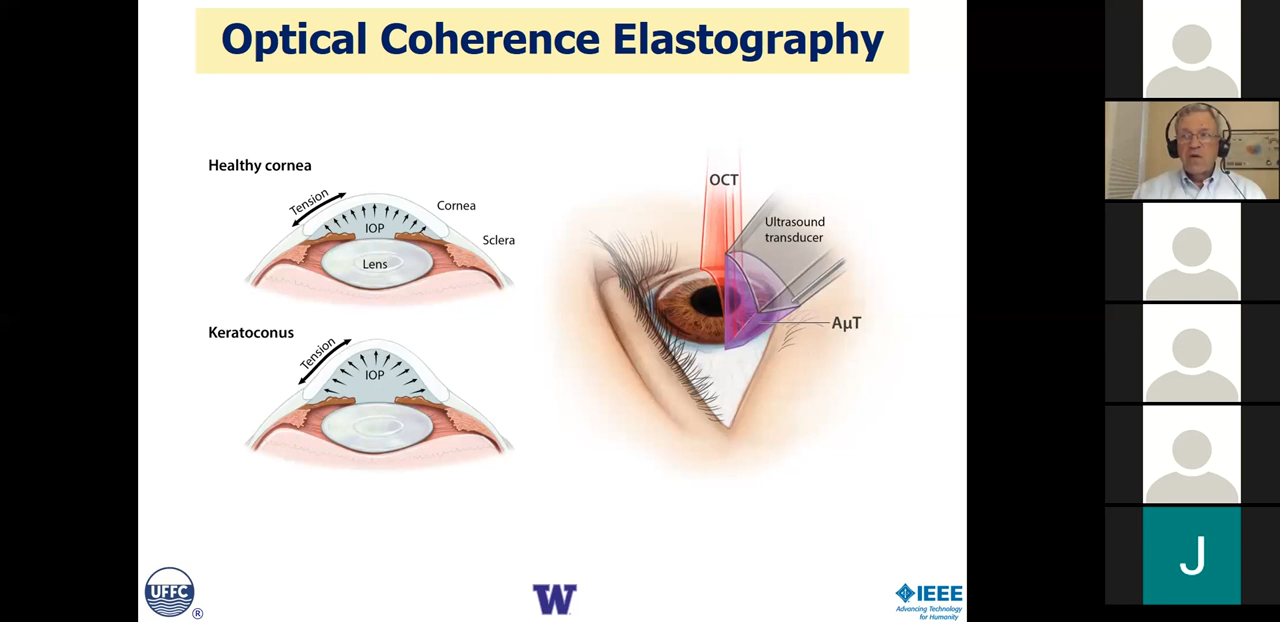 Optical Coherence Elastography
Healthy cornea
Tension
IOP
Cornea
Sclera
Lens
Keratoconus
Tension
IOP
OCT
Ultrasound
transducer
AµT
UFFC
®
W
IEEE
Advancing Technology
for Humanity
J